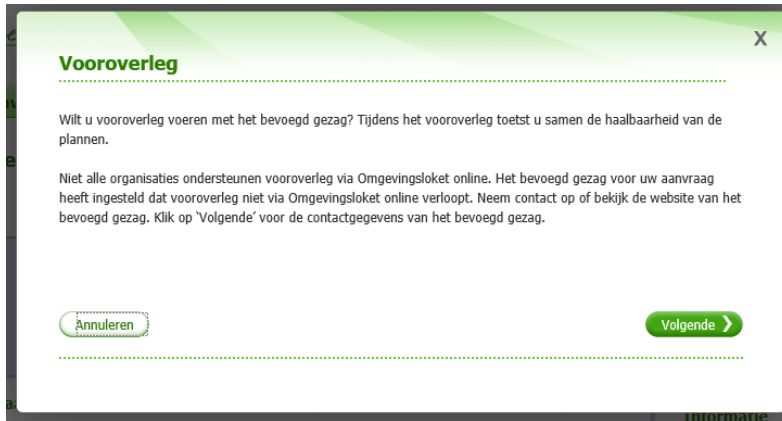 X
Vooroverleg
Wilt u vooroverleg voeren met het bevoegd gezag? Tijdens het vooroverleg toetst u samen de haalbaarheid van de
plannen.
Niet alle organisaties ondersteunen vooroverleg via Omgevingsloket online. Het bevoegd gezag voor uw aanvraag
heeft ingesteld dat vooroverleg niet via Omgevingsloket online verloopt. Neem contact op of bekijk de website van het
bevoegd gezag. Klik op ‘Volgende’ voor de contactgegevens van het bevoegd gezag.
Annuleren
Volgende ❯
Informatie